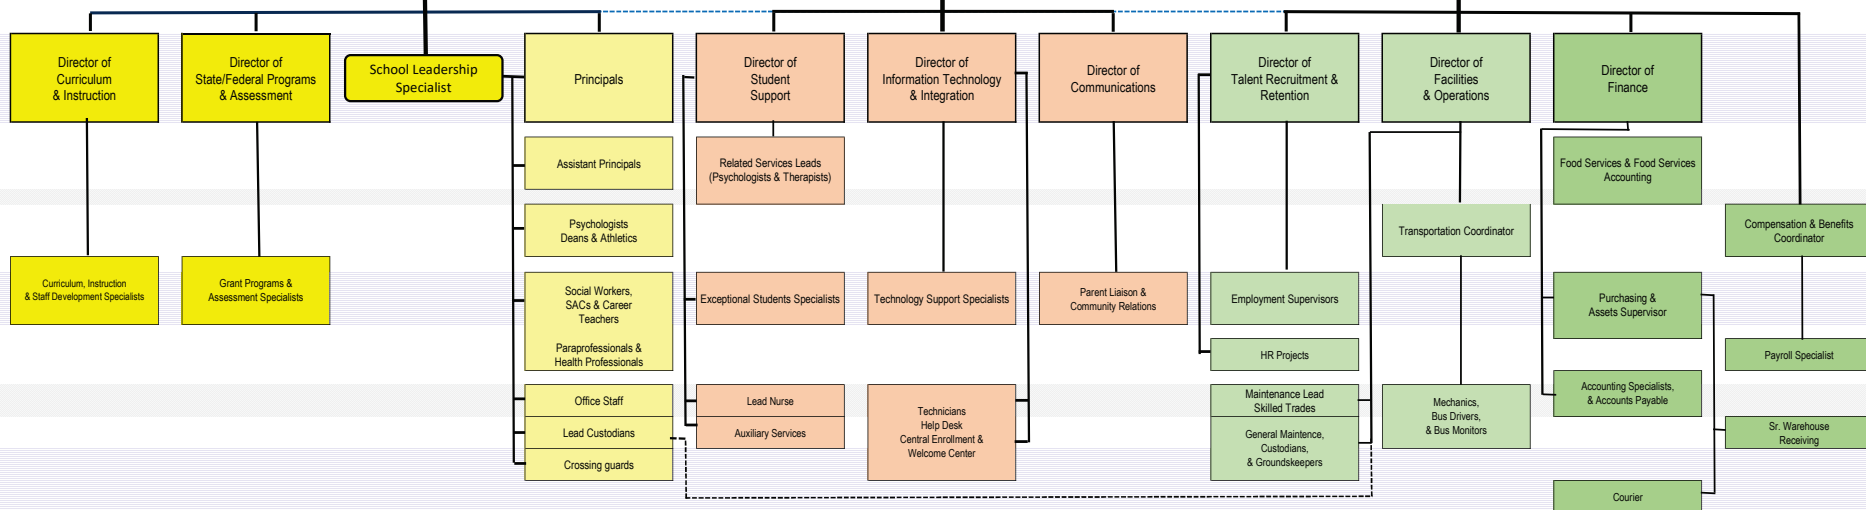 Director of
Curriculum
& Instruction
Director of
State/Federal Programs
& Assessment
School Leadership
Specialist
Principals
Director of
Student
Support
Director of
Information Technology
& Integration
Director of
Communications
Director of
Talent Recruitment &
Retention
Director of
Facilities
& Operations
Director of
Finance
Assistant Principals
Related Services Leads
(Psychologists & Therapists)
Food Services & Food Services
Accounting
Psychologists
Deans & Athletics
Transportation Coordinator
Compensation & Benefits
Coordinator
Curriculum, Instruction
& Staff Development Specialists
Grant Programs &
Assessment Specialists
Social Workers,
SACs & Career
Teachers
Paraprofessionals &
Health Professionals
Exceptional Students Specialists
Technology Support Specialists
Parent Liaison &
Community Relations
Employment Supervisors
Purchasing &
Assets Supervisor
HR Projects
Payroll Specialist
Office Staff
Lead Custodians
Crossing guards
Lead Nurse
Auxiliary Services
Technicians
Help Desk
Central Enrollment &
Welcome Center
Maintenance Lead
Skilled Trades
General Maintence,
Custodians,
& Groundskeepers
Mechanics,
Bus Drivers,
& Bus Monitors
Accounting Specialists,
& Accounts Payable
Sr. Warehouse
Receiving
Courier